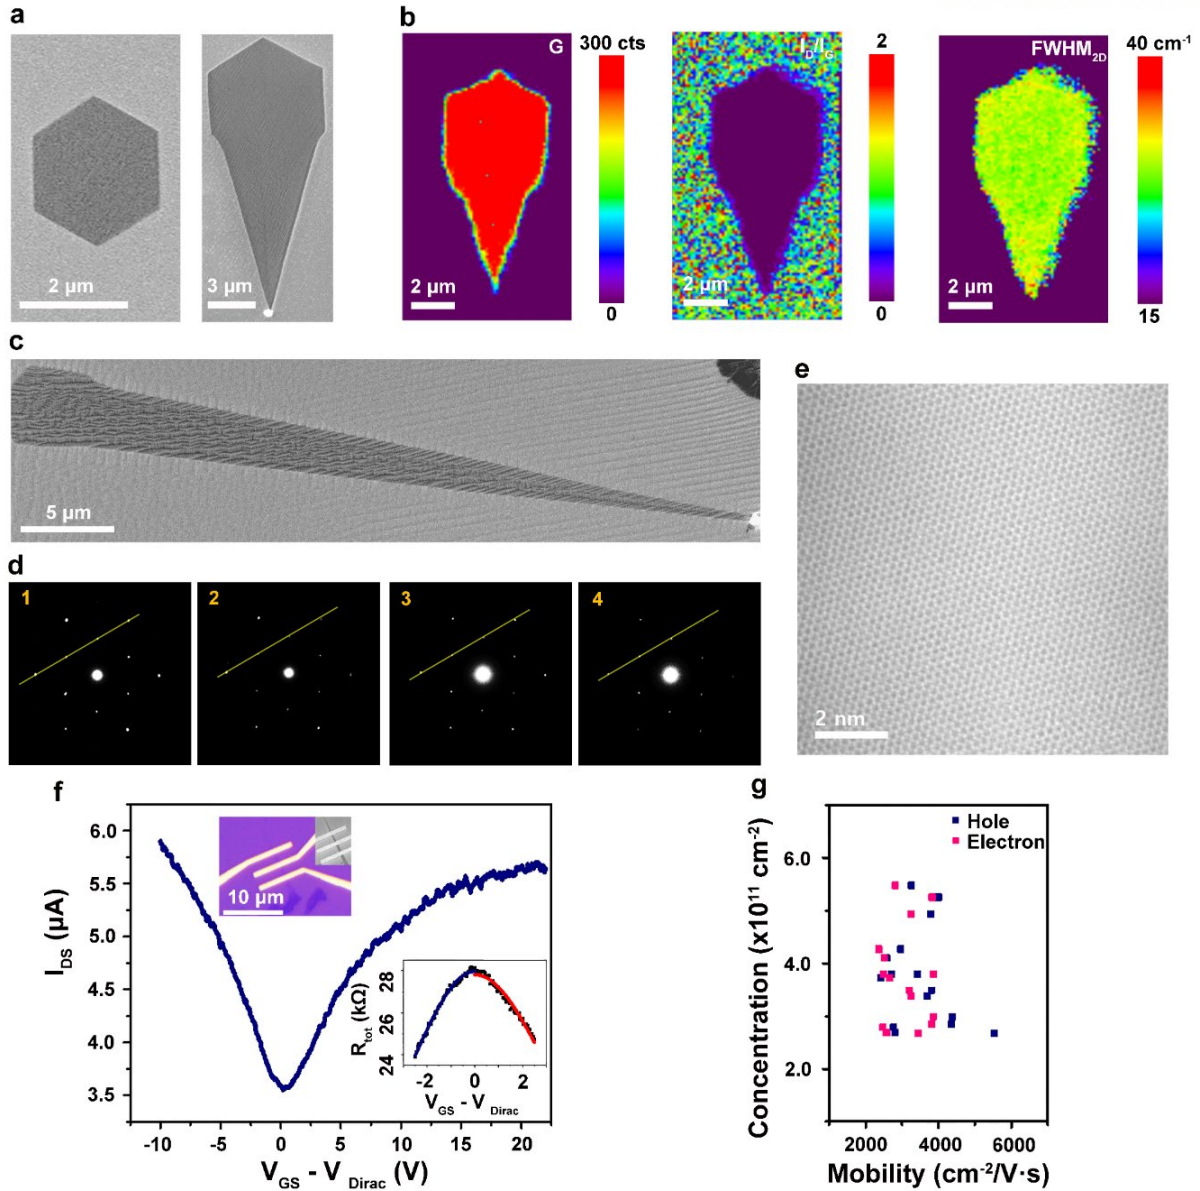 a
2 μm
3 μm
b
G
300 cts
0
2 μm
I_D/I_G
2
0
2 μm
FWHM_2D
40 cm⁻¹
15
2 μm
c
5 μm
d
1
2
3
4
e
2 nm
f
6.0
5.5
5.0
4.5
4.0
3.5
I_DS (μA)
-10
-5
0
5
10
15
20
V_GS - V_Dirac (V)
10 μm
28
26
24
R_tot (kΩ)
-2
0
2
V_GS - V_Dirac
g
Hole
Electron
6.0
4.0
2.0
Concentration (x10¹¹ cm⁻²)
2000
4000
6000
Mobility (cm⁻²/V·s)